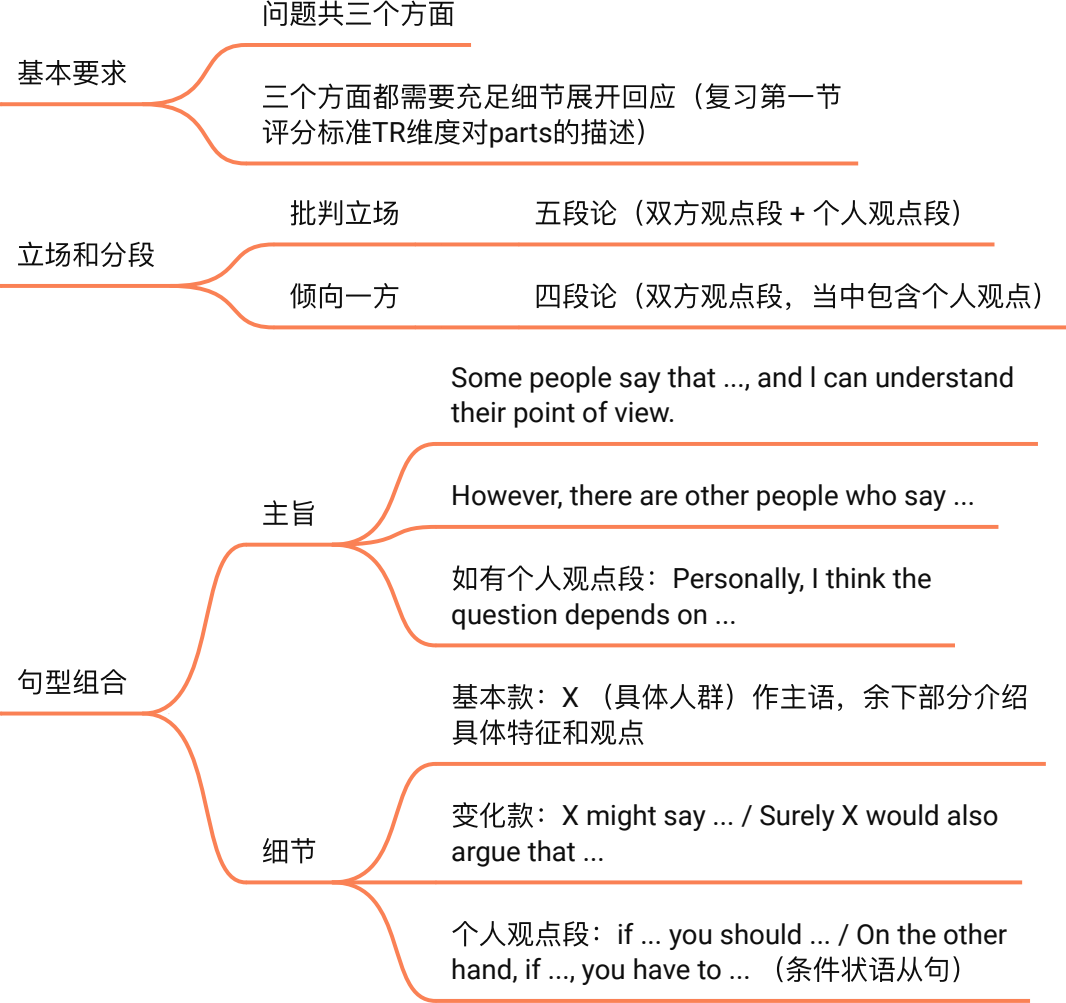 问题共三个方面
基本要求
三个方面都需要充足细节展开回应（复习第一节
评分标准TR维度对parts的描述）
批判立场
五段论（双方观点段 + 个人观点段）
立场和分段
倾向一方
四段论（双方观点段，当中包含个人观点）
Some people say that ..., and I can understand
their point of view.
However, there are other people who say ...
主旨
如有个人观点段：Personally, I think the
question depends on ...
句型组合
基本款：X （具体人群）作主语，余下部分介绍
具体特征和观点
变化款：X might say ... / Surely X would also
argue that ...
细节
个人观点段：if ... you should ... / On the other
hand, if ..., you have to ... （条件状语从句）